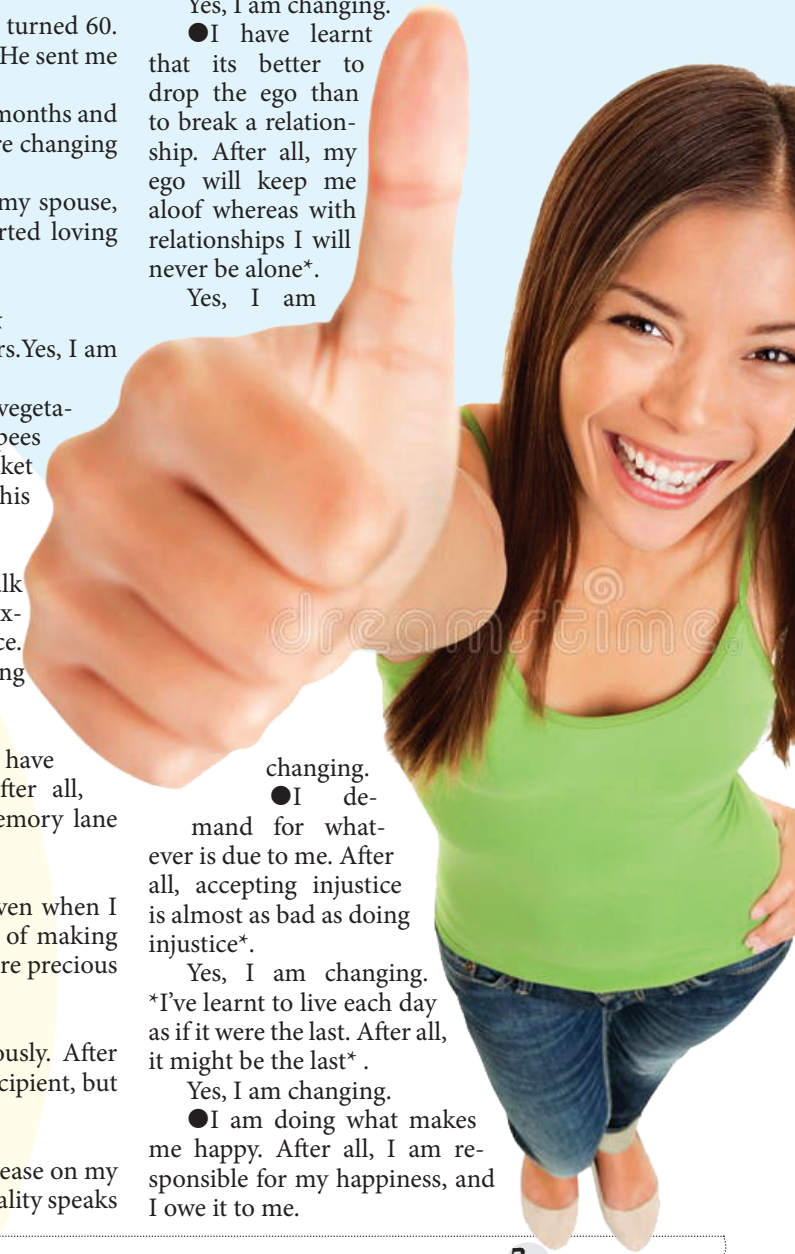 turned 60.
He sent me
months and
re changing
my spouse,
rted loving
rs.Yes, I am
vegeta-
pees
ket
his
alk
x-
ce.
ng
have
fter all,
emory lane
ven when I
of making
re precious
ously. After
cipient, but
ease on my
ality speaks
Yes, I am changing.
●I have learnt
that its better to
drop the ego than
to break a relation-
ship. After all, my
ego will keep me
aloof whereas with
relationships I will
never be alone*.
Yes, I am
changing.
●I de-
mand for what-
ever is due to me. After
all, accepting injustice
is almost as bad as doing
injustice*.
Yes, I am changing.
*I've learnt to live each day
as if it were the last. After all,
it might be the last* .
Yes, I am changing.
●I am doing what makes
me happy. After all, I am re-
sponsible for my happiness, and
I owe it to me.
dreamstime